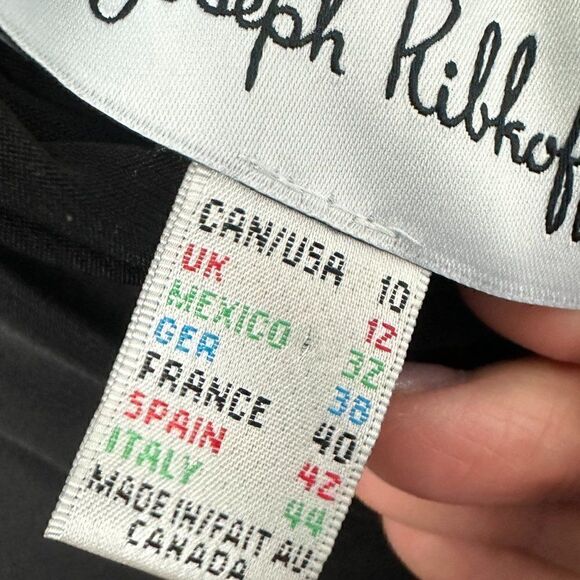 Joseph Ribkoff
CAN/USA 10
UK 12
MEXICO 32
GER 38
FRANCE 40
SPAIN 42
ITALY 44
MADE IN/FAIT AU
CANADA